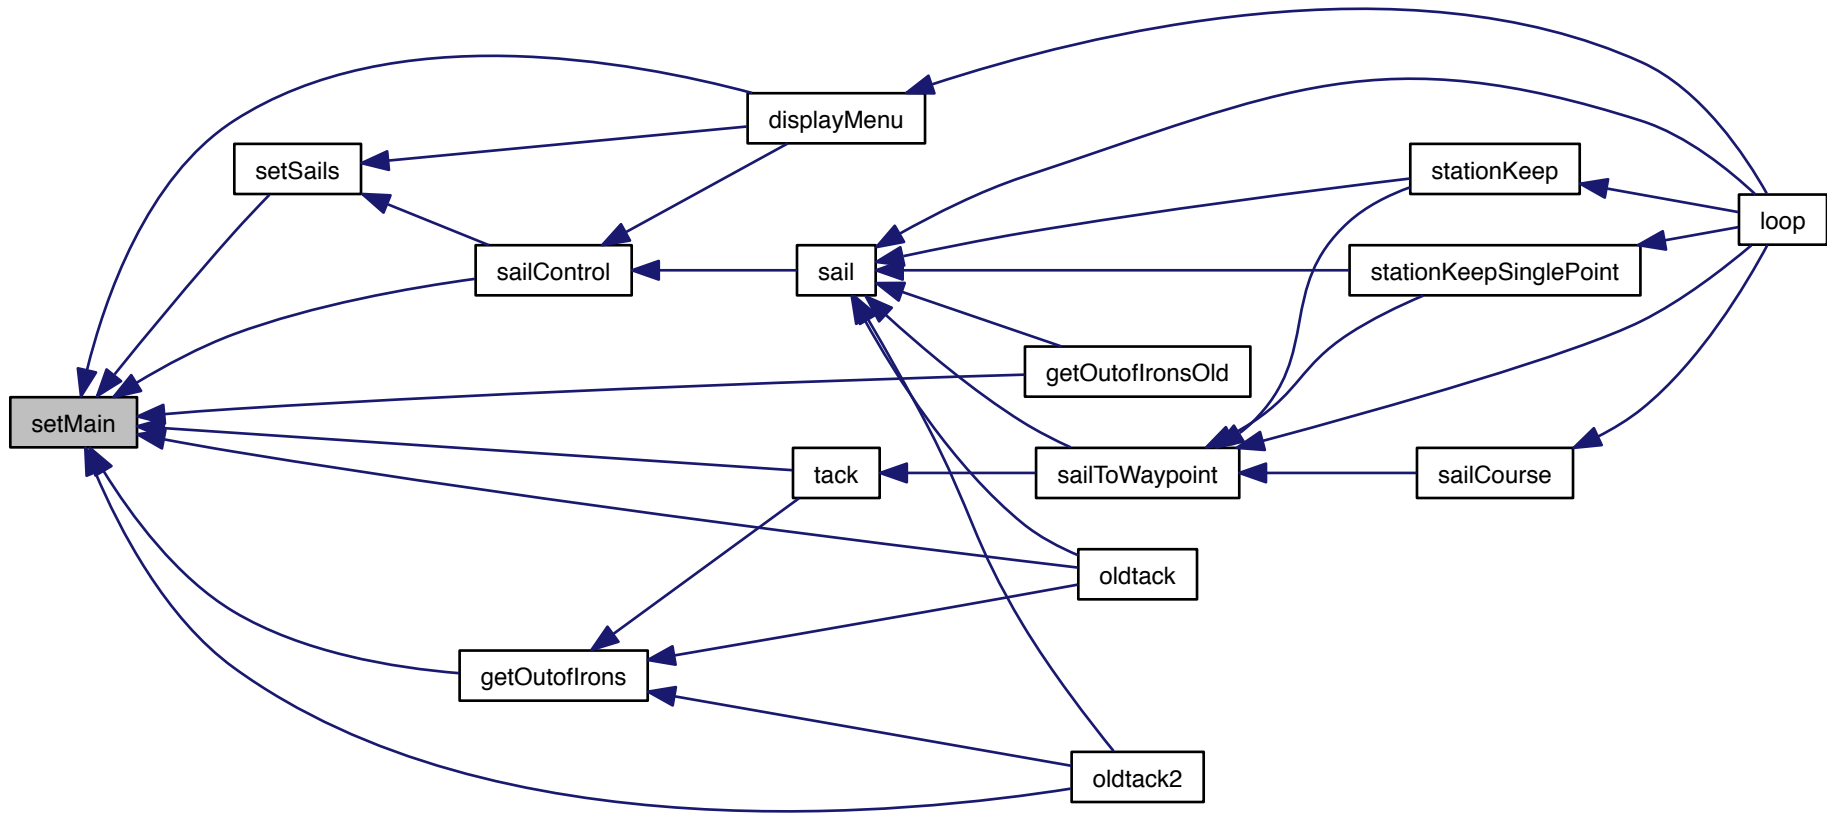 displayMenu
setSails
stationKeep
loop
sailControl
sail
stationKeepSinglePoint
getOutofIronsOld
setMain
tack
sailToWaypoint
sailCourse
oldtack
getOutofIrons
oldtack2